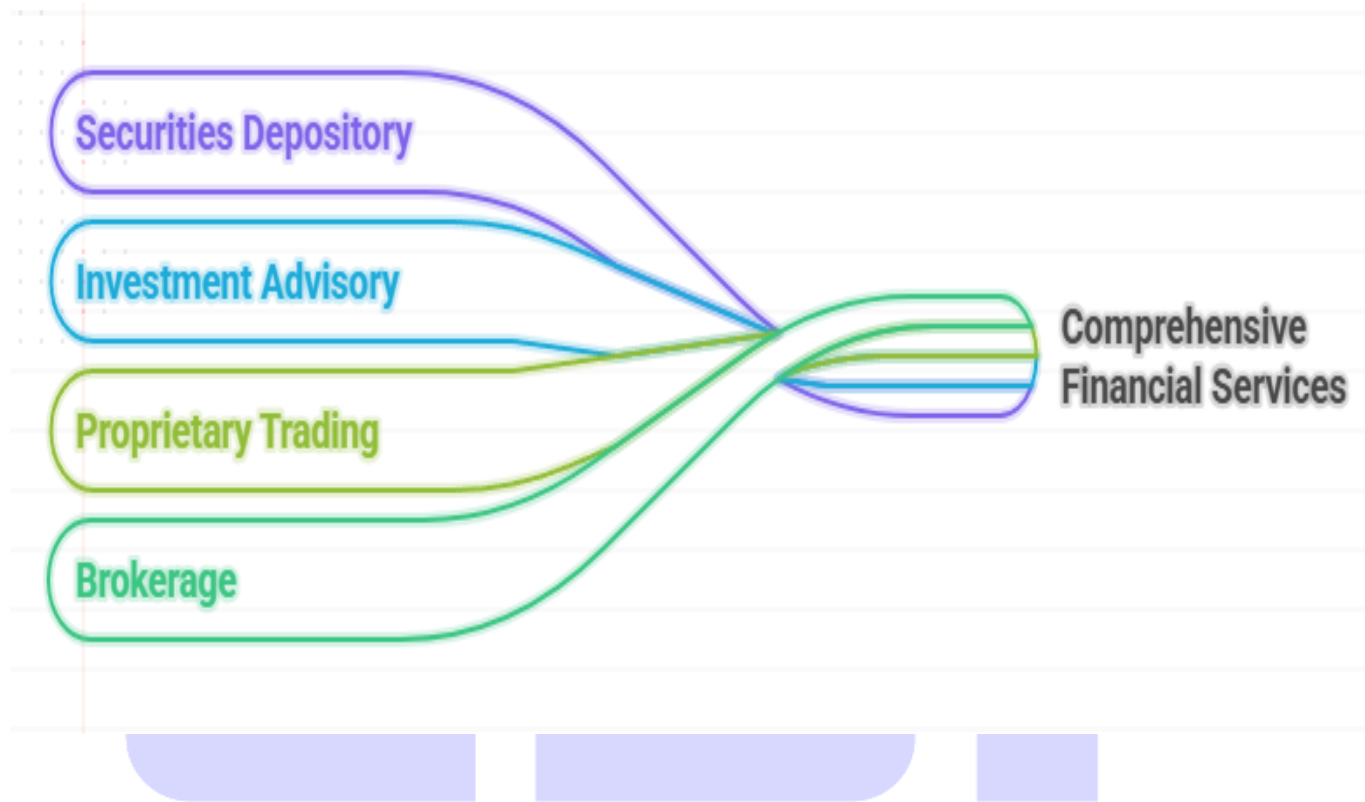 Securities Depository
Investment Advisory
Proprietary Trading
Brokerage
Comprehensive
Financial Services